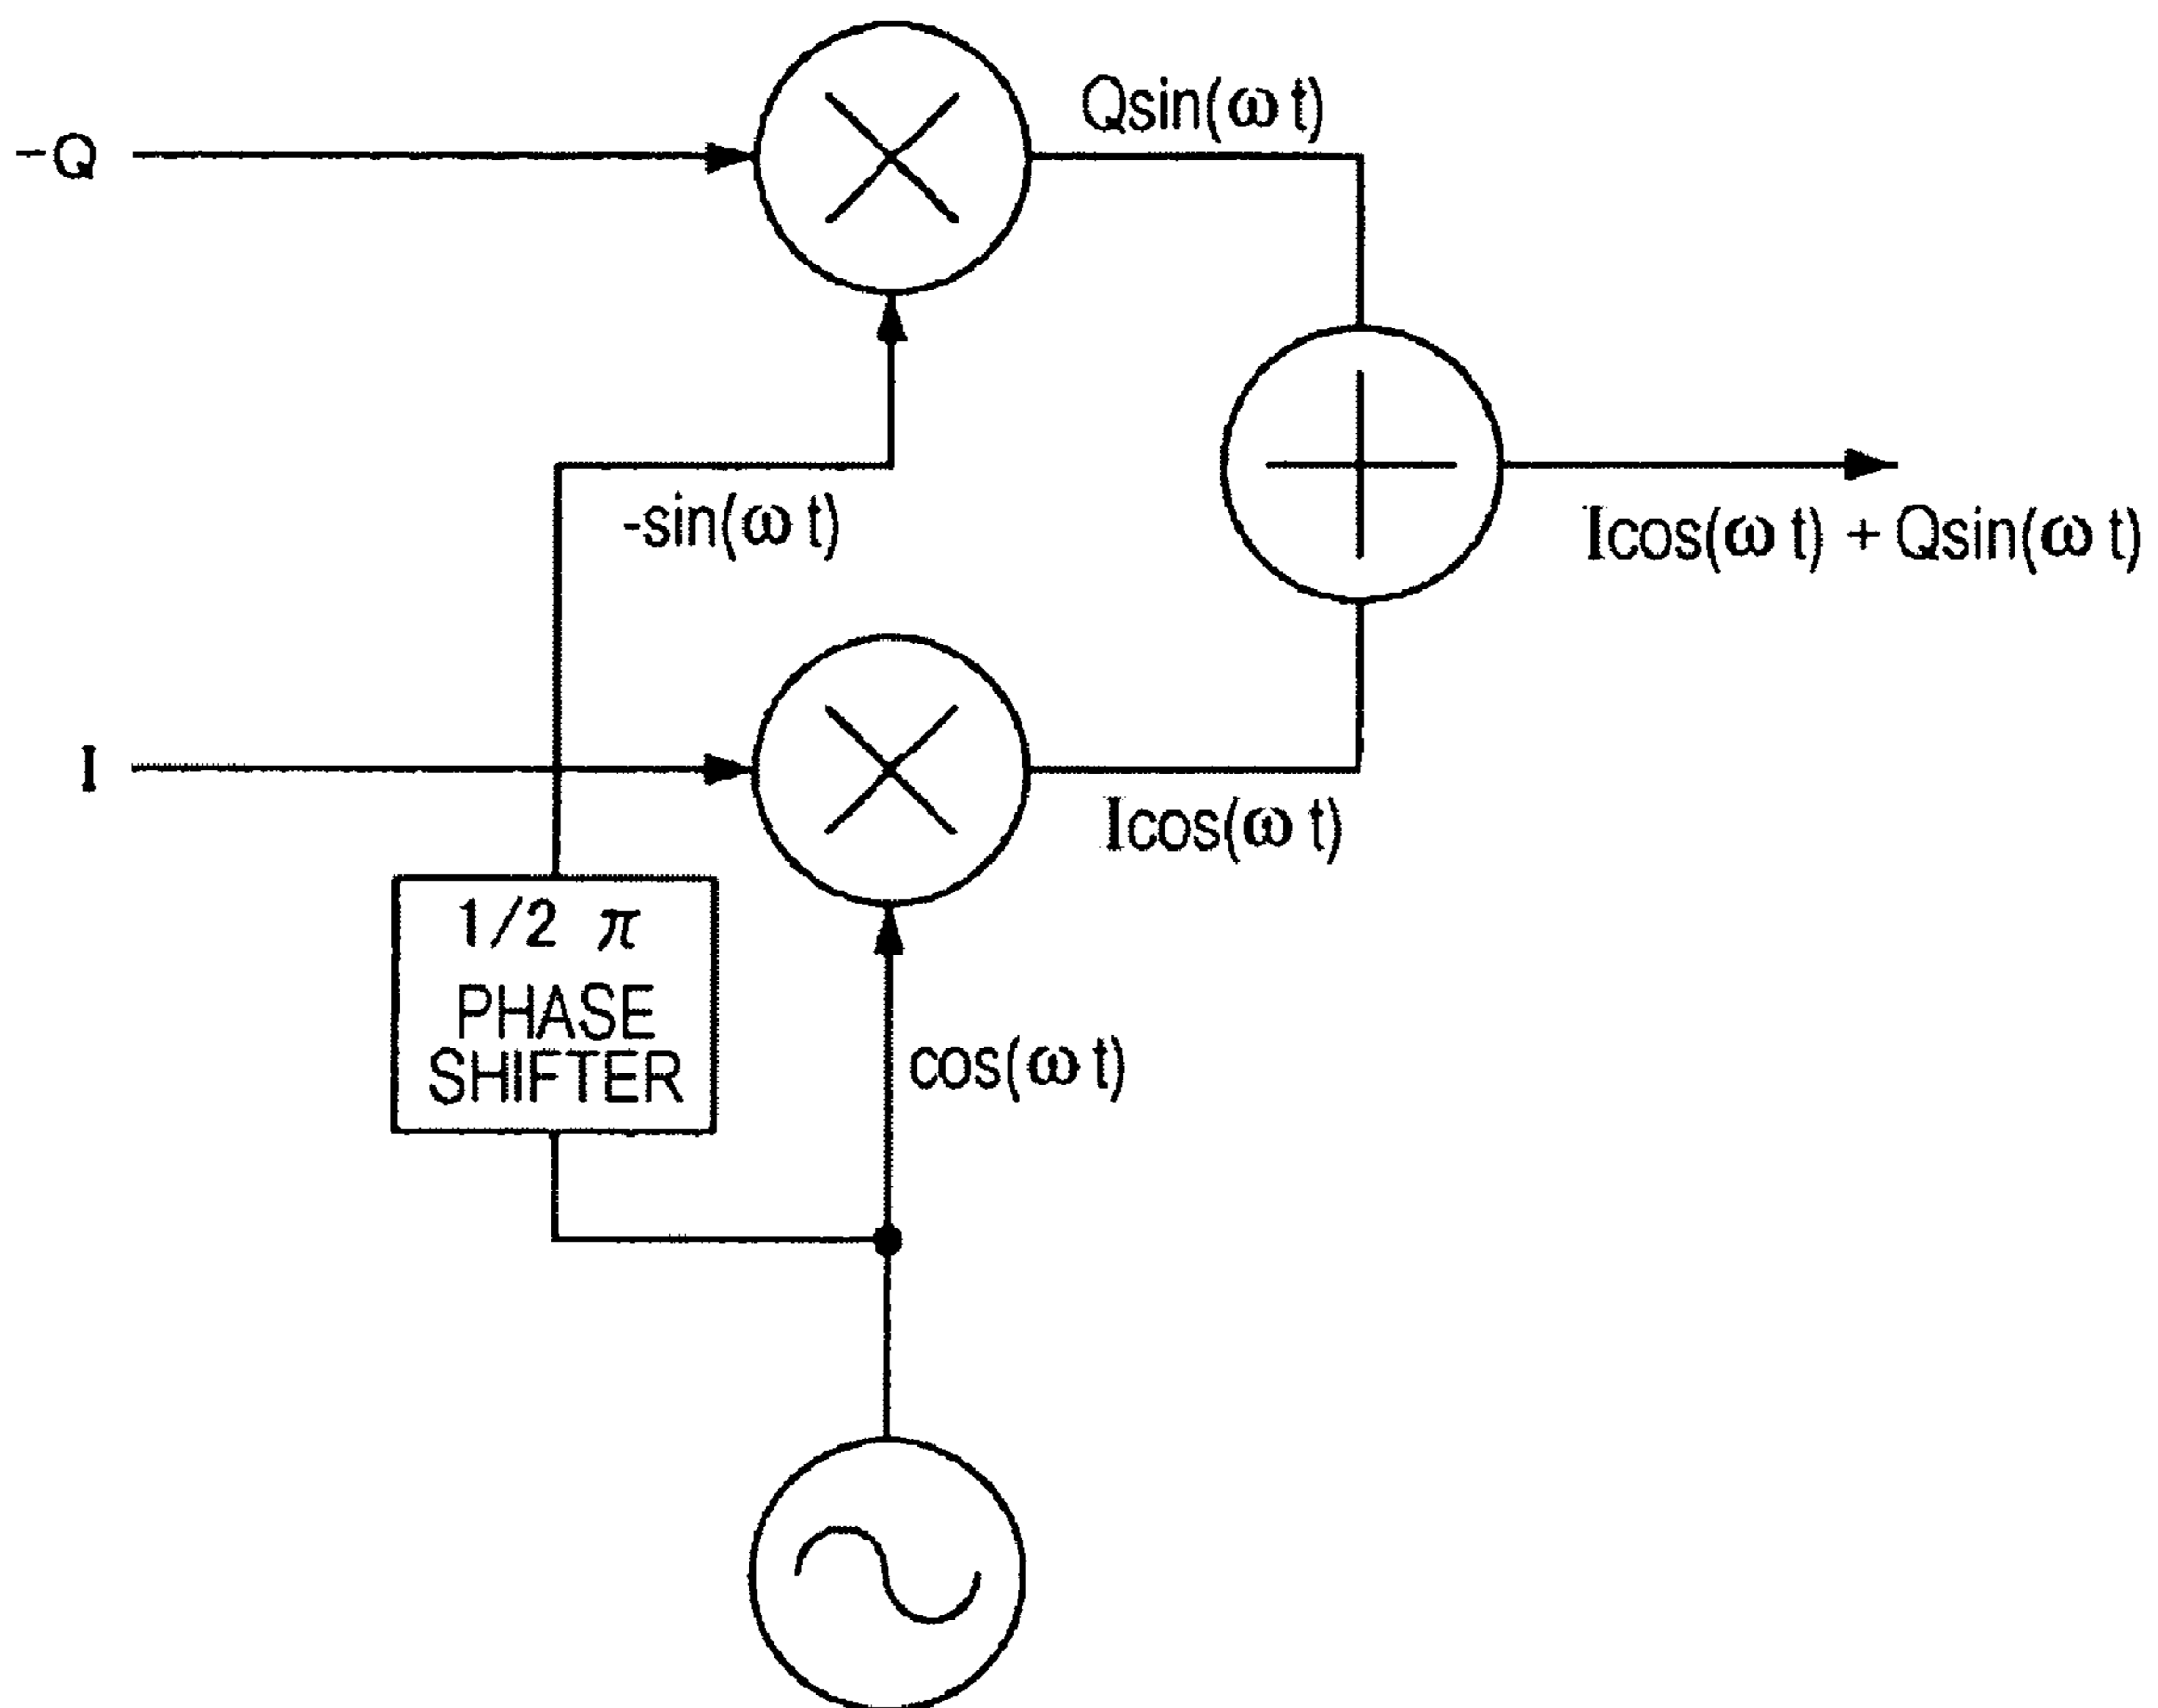 Qsin(ω t)
−Q
-sin(ω t)
Icos(ω t) + Qsin(ω t)
I
Icos(ω t)
1/2 π
PHASE
SHIFTER
cos(ω t)